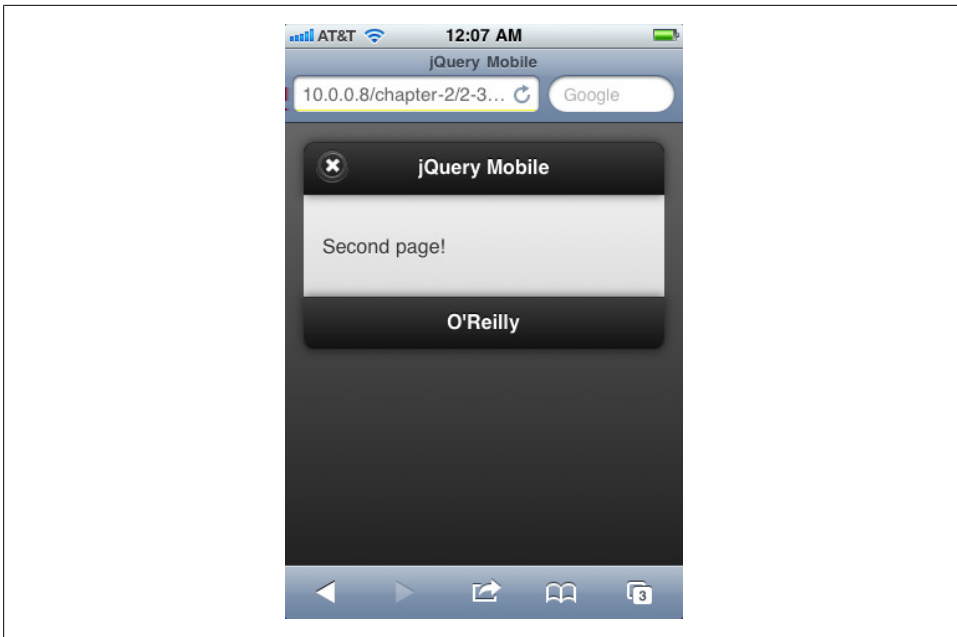 AT&T 12:07 AM
jQuery Mobile
10.0.0.8/chapter-2/2-3... Google
jQuery Mobile
Second page!
O'Reilly
3